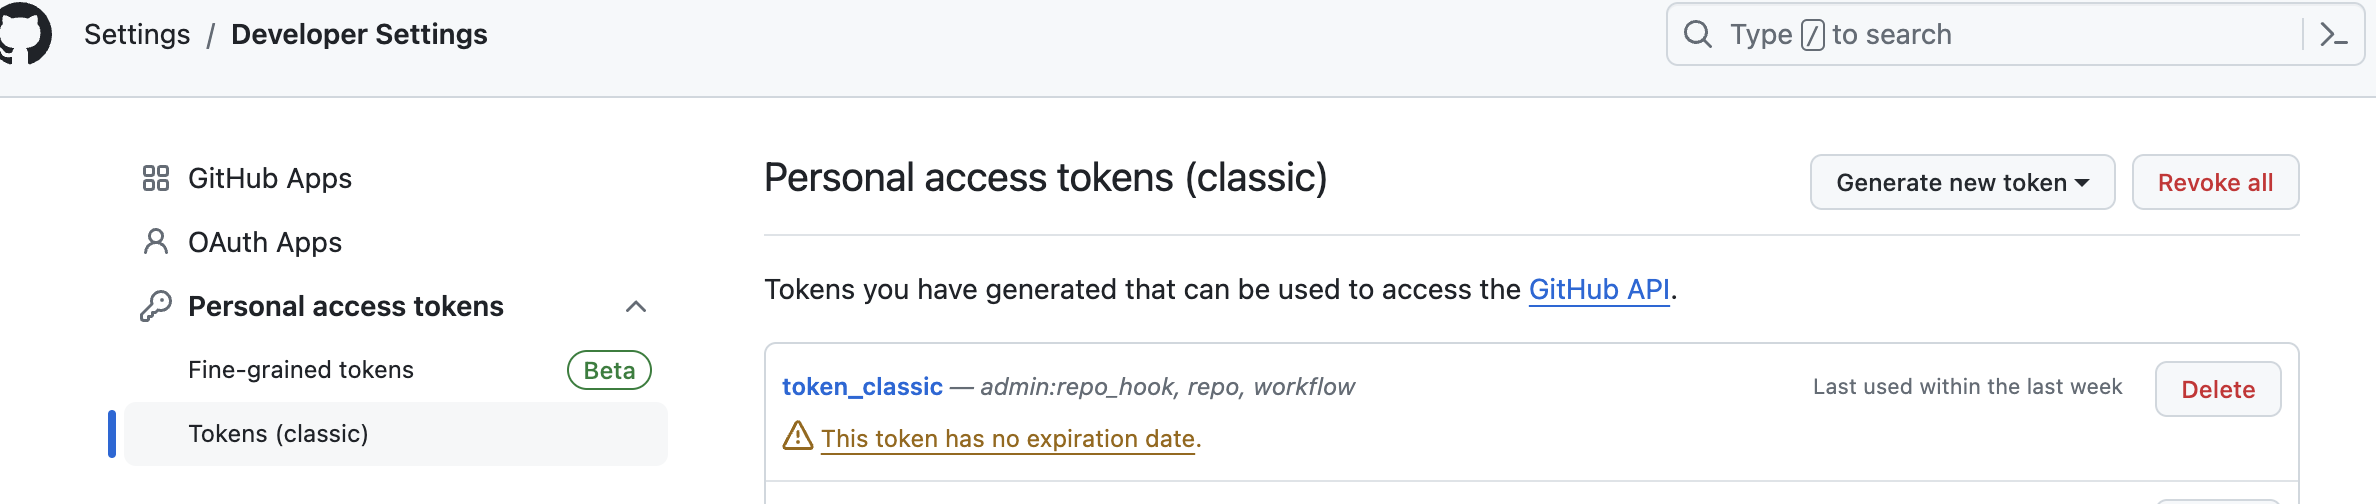 Settings / Developer Settings
Type / to search
GitHub Apps
OAuth Apps
Personal access tokens
Fine-grained tokens Beta
Tokens (classic)
Personal access tokens (classic)
Generate new token
Revoke all
Tokens you have generated that can be used to access the GitHub API.
token_classic — admin:repo_hook, repo, workflow
Last used within the last week
Delete
This token has no expiration date.